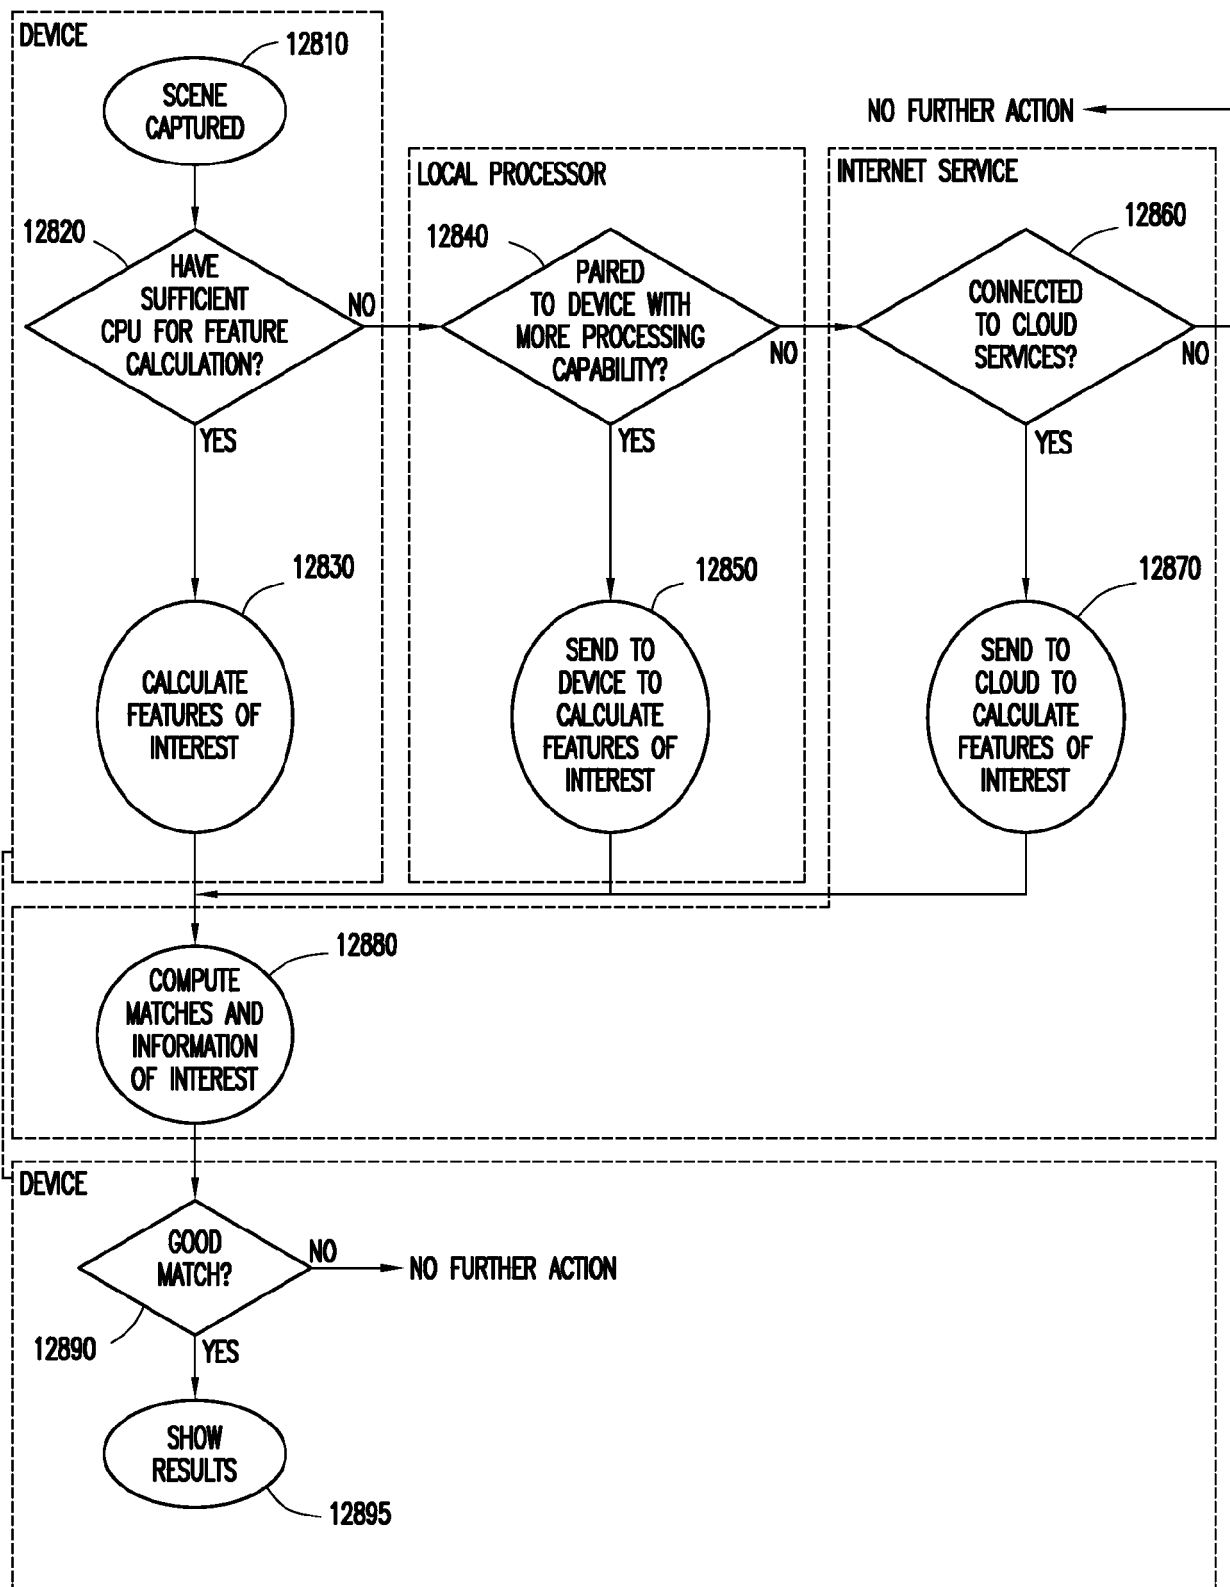 DEVICE
12810
SCENE
CAPTURED
NO FURTHER ACTION
LOCAL PROCESSOR
INTERNET SERVICE
12820
HAVE
SUFFICIENT
CPU FOR FEATURE
CALCULATION?
NO
YES
12840
PAIRED
TO DEVICE WITH
MORE PROCESSING
CAPABILITY?
NO
YES
12860
CONNECTED
TO CLOUD
SERVICES?
NO
YES
12830
CALCULATE
FEATURES OF
INTEREST
12850
SEND TO
DEVICE TO
CALCULATE
FEATURES OF
INTEREST
12870
SEND TO
CLOUD TO
CALCULATE
FEATURES OF
INTEREST
12880
COMPUTE
MATCHES AND
INFORMATION
OF INTEREST
DEVICE
GOOD
MATCH?
NO
NO FURTHER ACTION
12890
YES
SHOW
RESULTS
12895